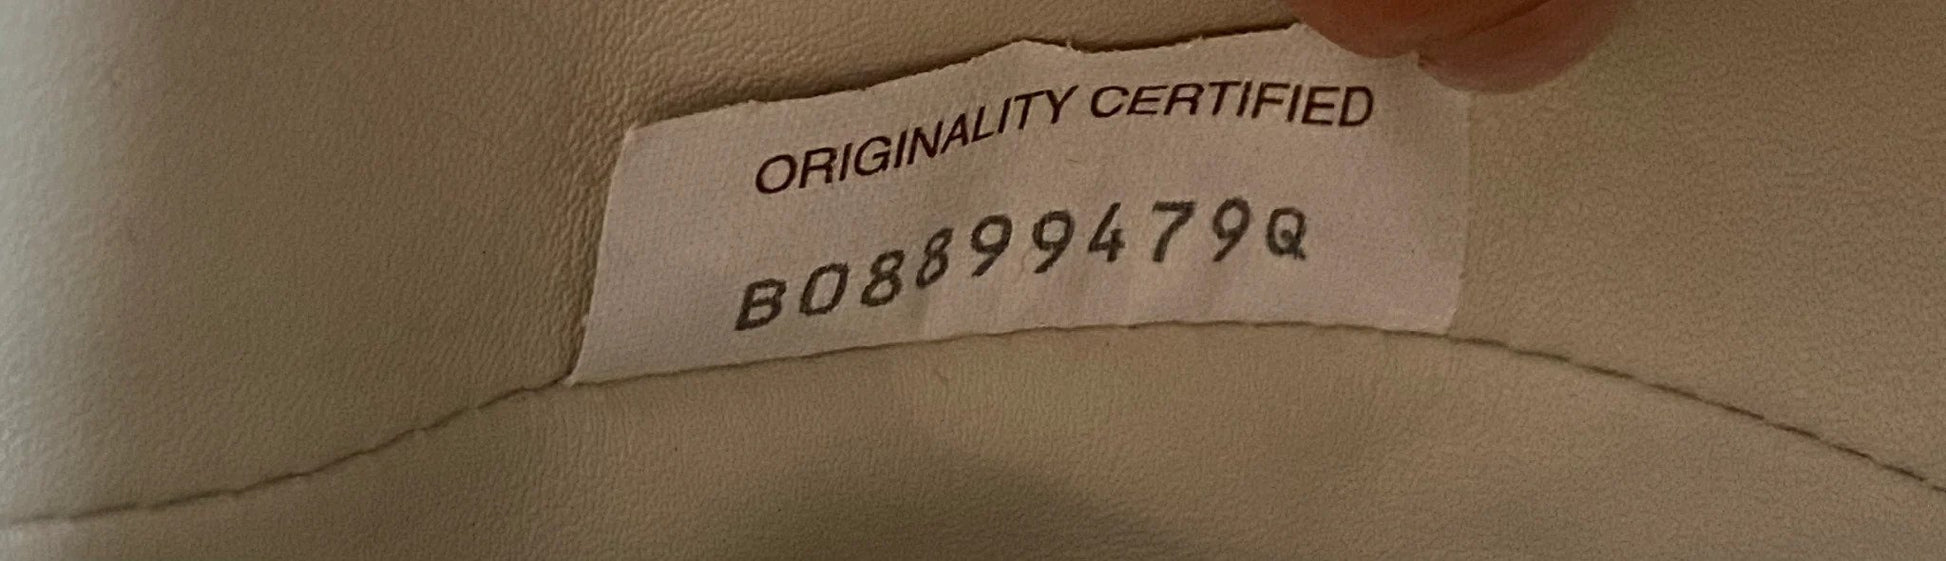 ORIGINALITY CERTIFIED
B08899479Q